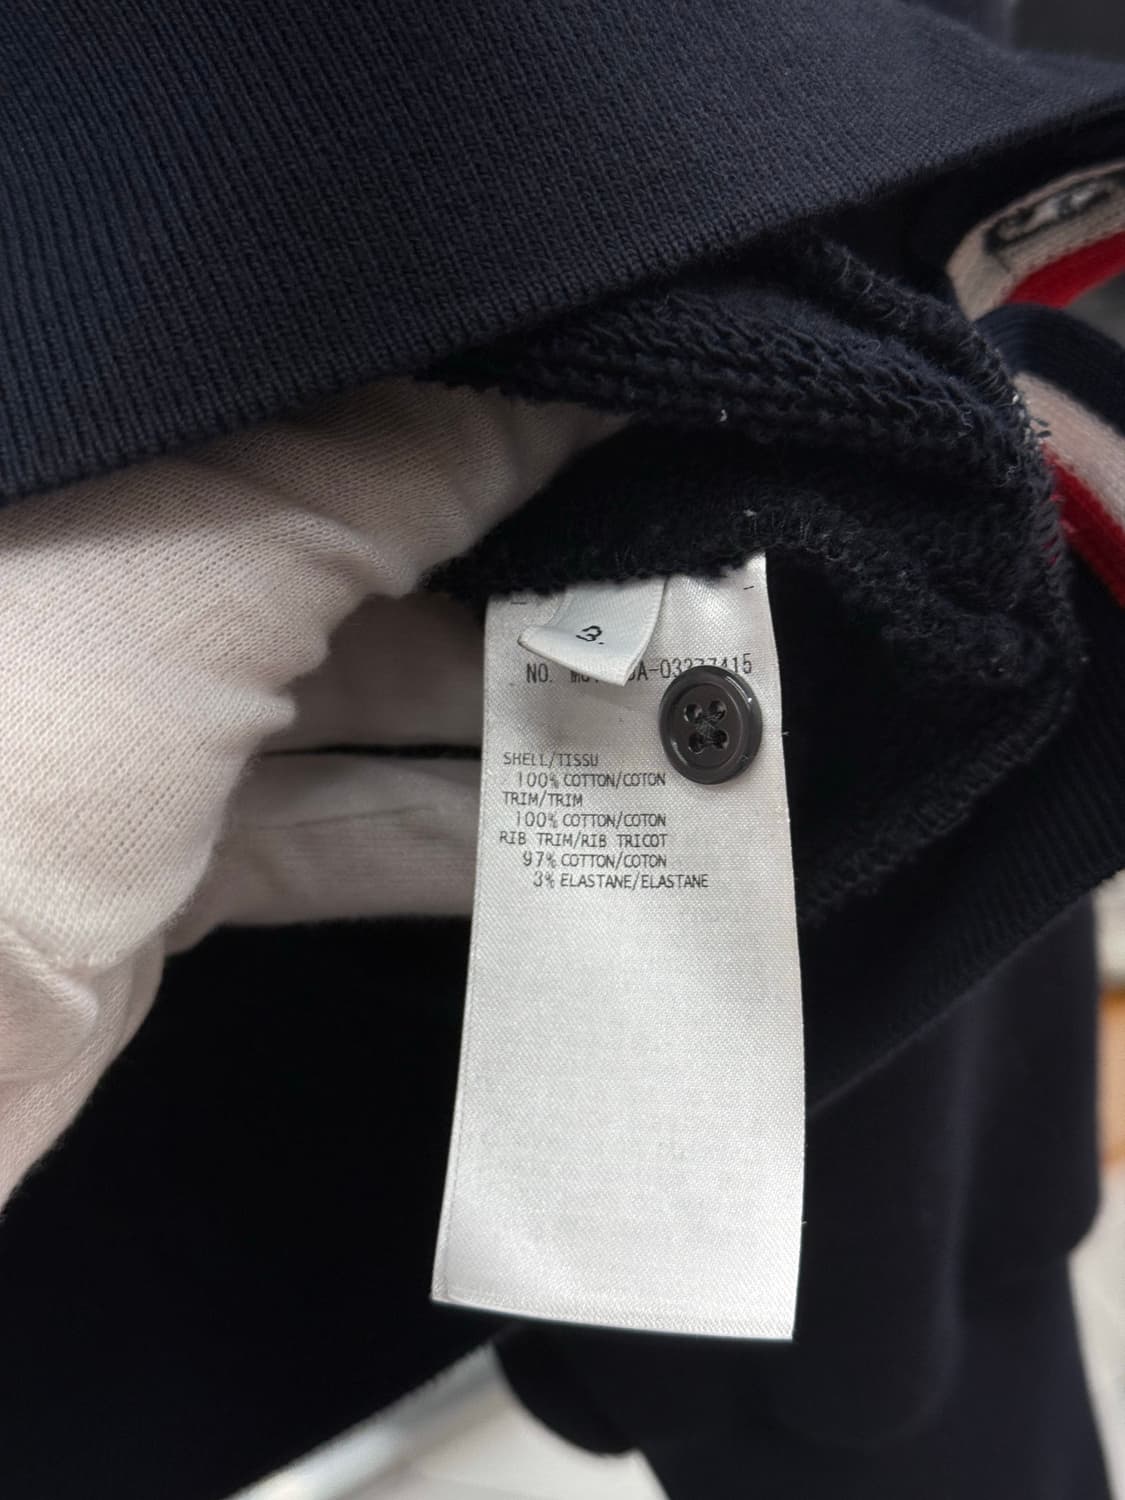 3.
NO.
SHELL/TISSU
100% COTTON/COTON
TRIM/TRIM
100% COTTON/COTON
RIB TRIM/RIB TRICOT
97% COTTON/COTON
3% ELASTANE/ELASTANE